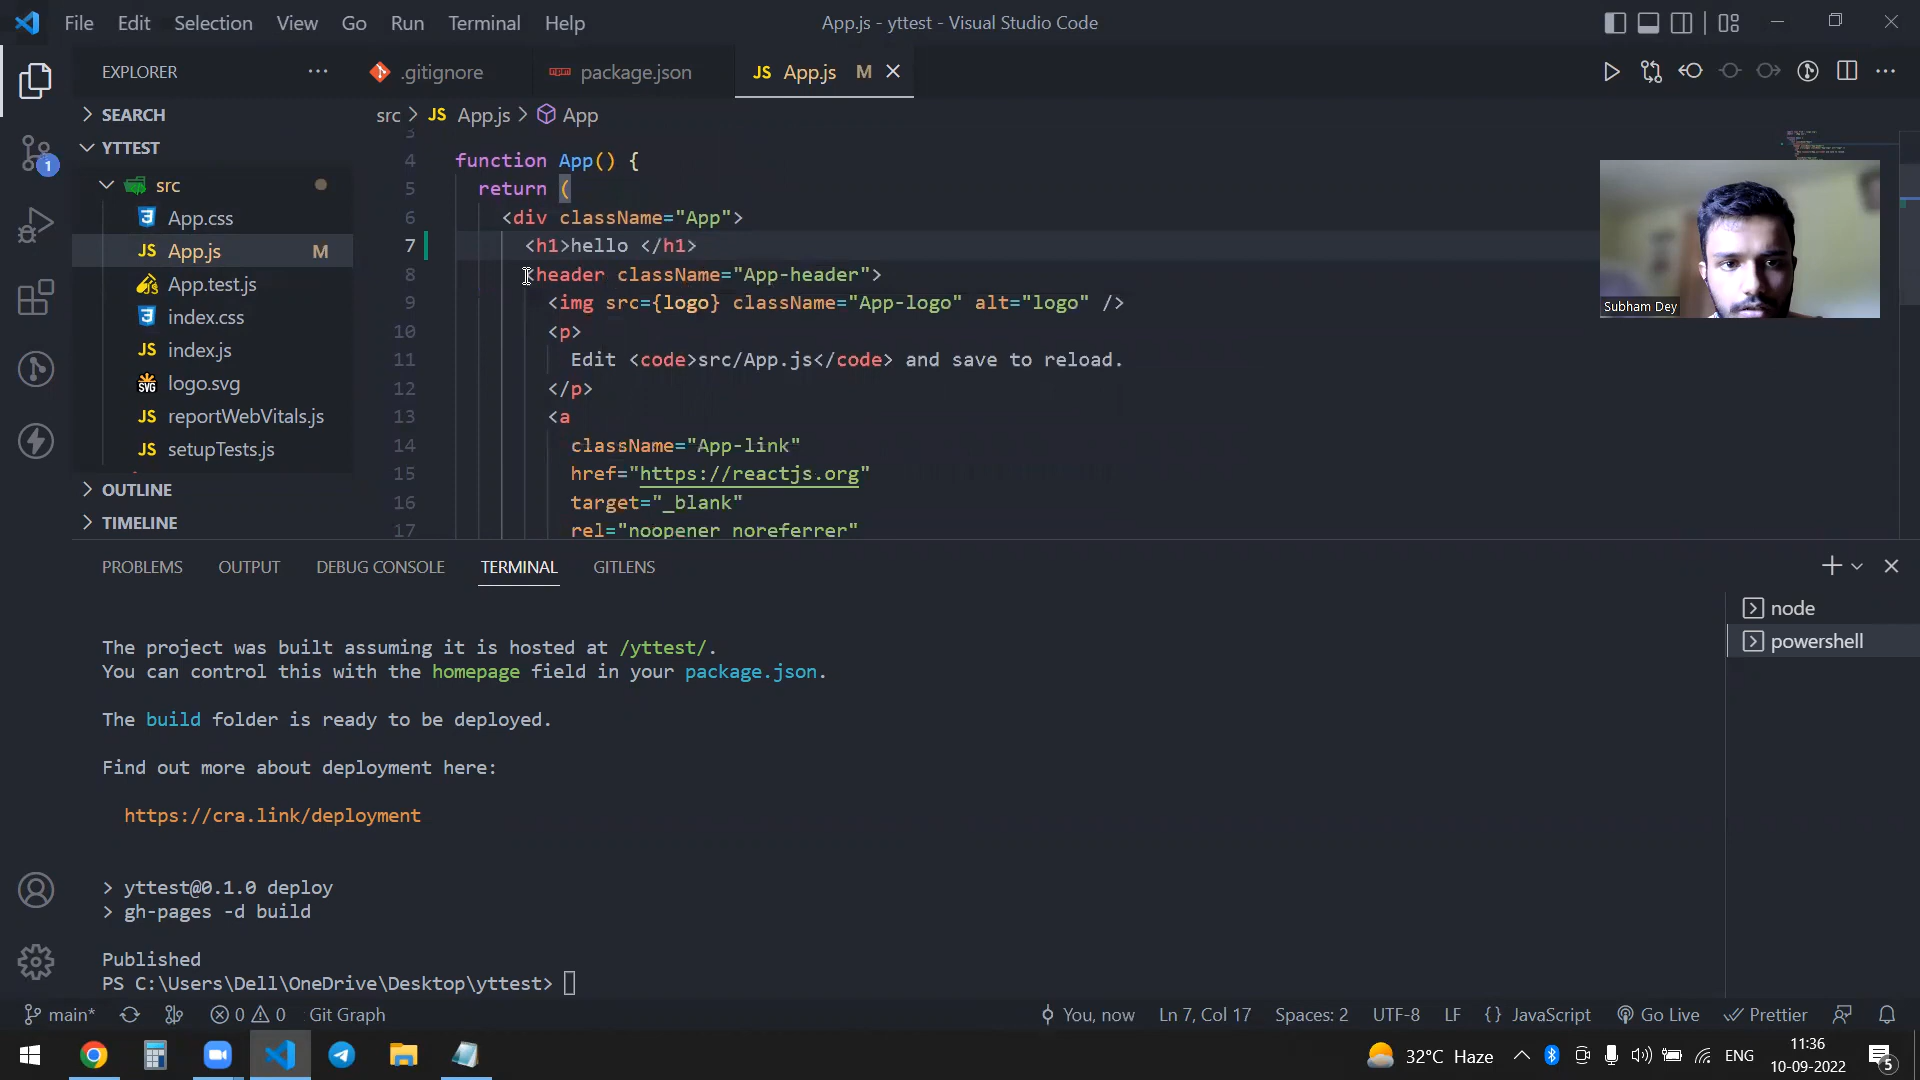 File Edit Selection View Go Run Terminal Help
App.js - yttest - Visual Studio Code
EXPLORER
.gitignore
package.json
JS App.js M
SEARCH
src > JS App.js > App
YTTEST
src
App.css
JS App.js M
App.test.js
index.css
JS index.js
SVG logo.svg
JS reportWebVitals.js
JS setupTests.js
OUTLINE
TIMELINE
1
3
4 function App() {
5 return (
6 <div className="App">
7 <h1>hello </h1>
8 <header className="App-header">
9 <img src={logo} className="App-logo" alt="logo" />
10 <p>
11 Edit <code>src/App.js</code> and save to reload.
12 </p>
13 <a
14 className="App-link"
15 href="https://reactjs.org"
16 target="_blank"
17 rel="noopener noreferrer"
Subham Dey
PROBLEMS OUTPUT DEBUG CONSOLE TERMINAL GITLENS
node
powershell
The project was built assuming it is hosted at /yttest/.
You can control this with the homepage field in your package.json.
The build folder is ready to be deployed.
Find out more about deployment here:
https://cra.link/deployment
> yttest@0.1.0 deploy
> gh-pages -d build
Published
PS C:\Users\Dell\OneDrive\Desktop\yttest>
main* 0 0 Git Graph
You, now Ln 7, Col 17 Spaces: 2 UTF-8 LF {} JavaScript Go Live Prettier
32°C Haze ENG
11:36
10-09-2022
5